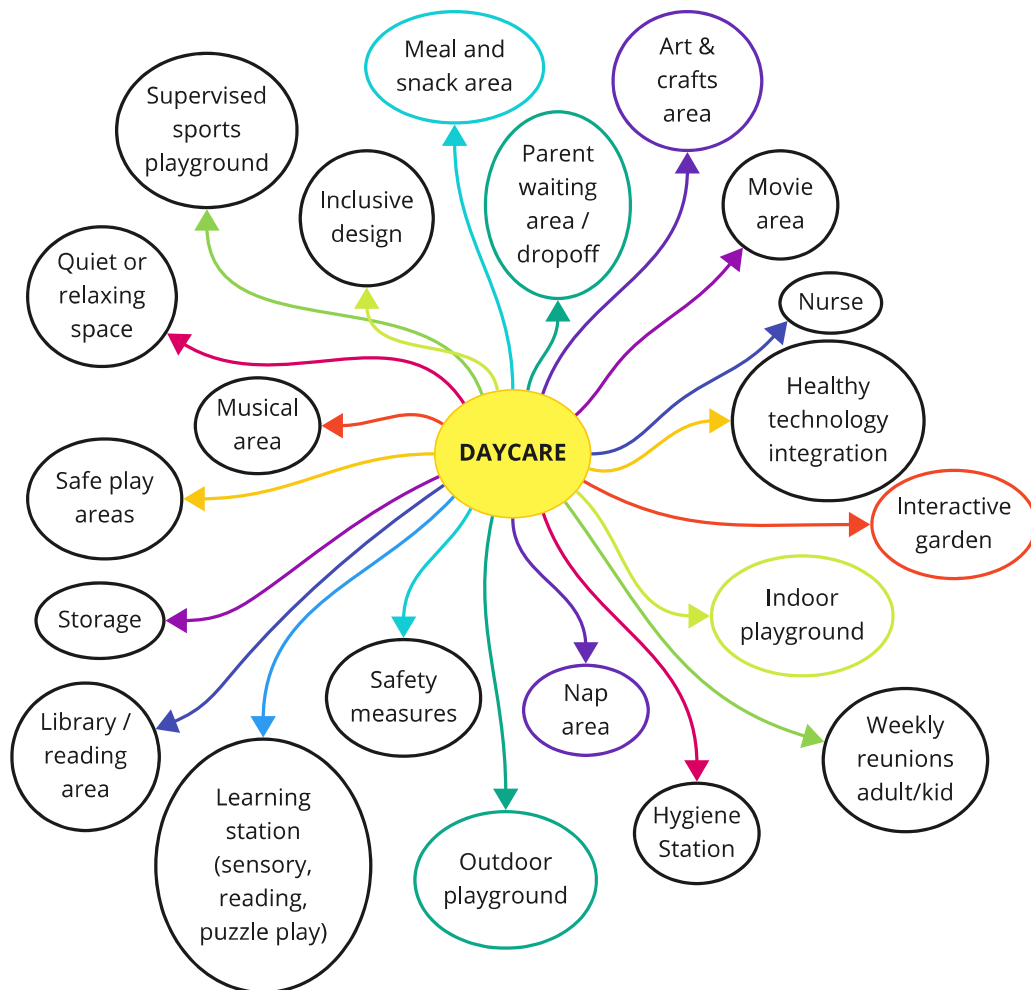 Meal and
snack area
Art &
crafts
area
Supervised
sports
playground
Parent
waiting
area /
dropoff
Inclusive
design
Movie
area
Quiet or
relaxing
space
Nurse
Healthy
technology
integration
Musical
area
DAYCARE
Safe play
areas
Interactive
garden
Storage
Indoor
playground
Safety
measures
Nap
area
Library /
reading
area
Weekly
reunions
adult/kid
Learning
station
(sensory,
reading,
puzzle play)
Outdoor
playground
Hygiene
Station